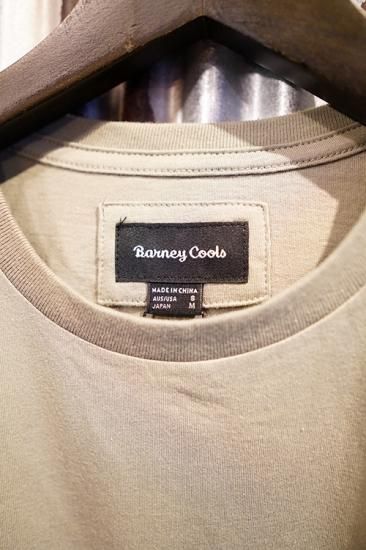 Barney Cools
MADE IN CHINA
AUS/USA S
JAPAN M